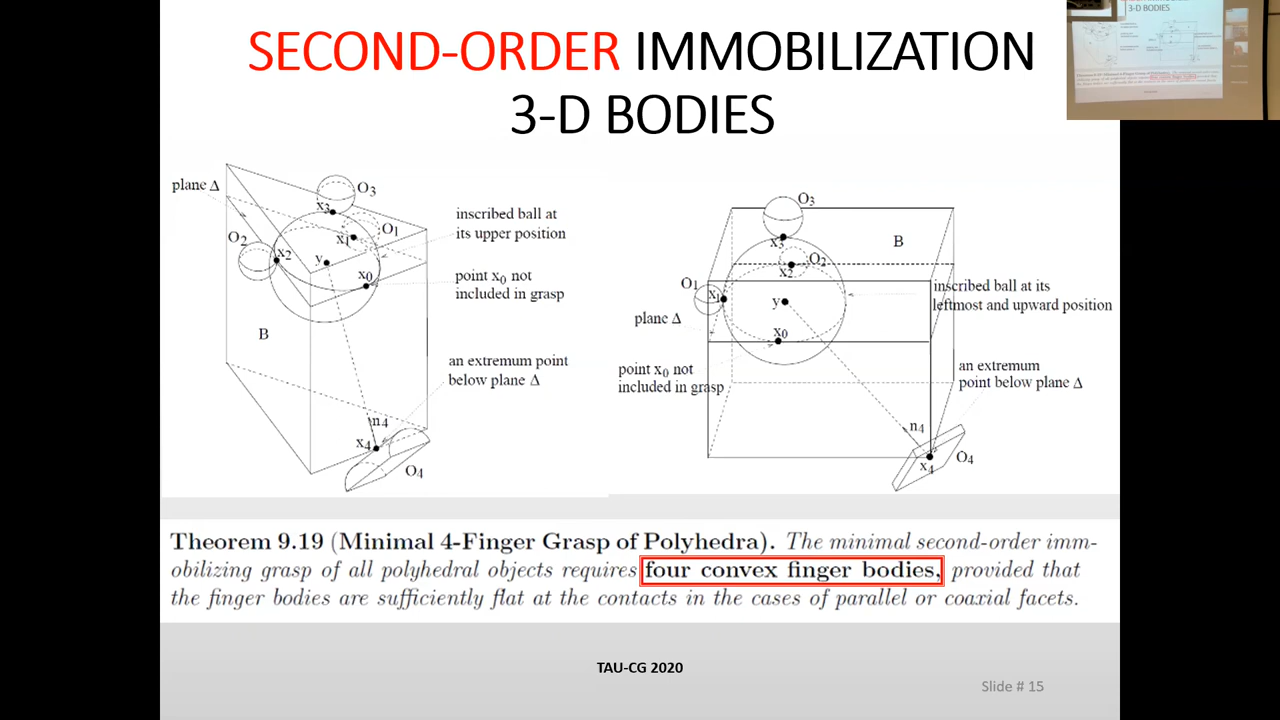 SECOND-ORDER IMMOBILIZATION
3-D BODIES
plane Δ
O3
x3
O1
x1
O2
x2
y
x0
B
inscribed ball at
its upper position
point x0 not
included in grasp
an extremum point
below plane Δ
n4
x4
O4
O3
x3
B
O2
x2
O1
x1
y
plane Δ
x0
inscribed ball at its
leftmost and upward position
point x0 not
included in grasp
an extremum
point below plane Δ
n4
x4
O4
Theorem 9.19 (Minimal 4-Finger Grasp of Polyhedra). The minimal second-order imm-
obilizing grasp of all polyhedral objects requires four convex finger bodies, provided that
the finger bodies are sufficiently flat at the contacts in the cases of parallel or coaxial facets.
TAU-CG 2020
Slide # 15
3-D BODIES